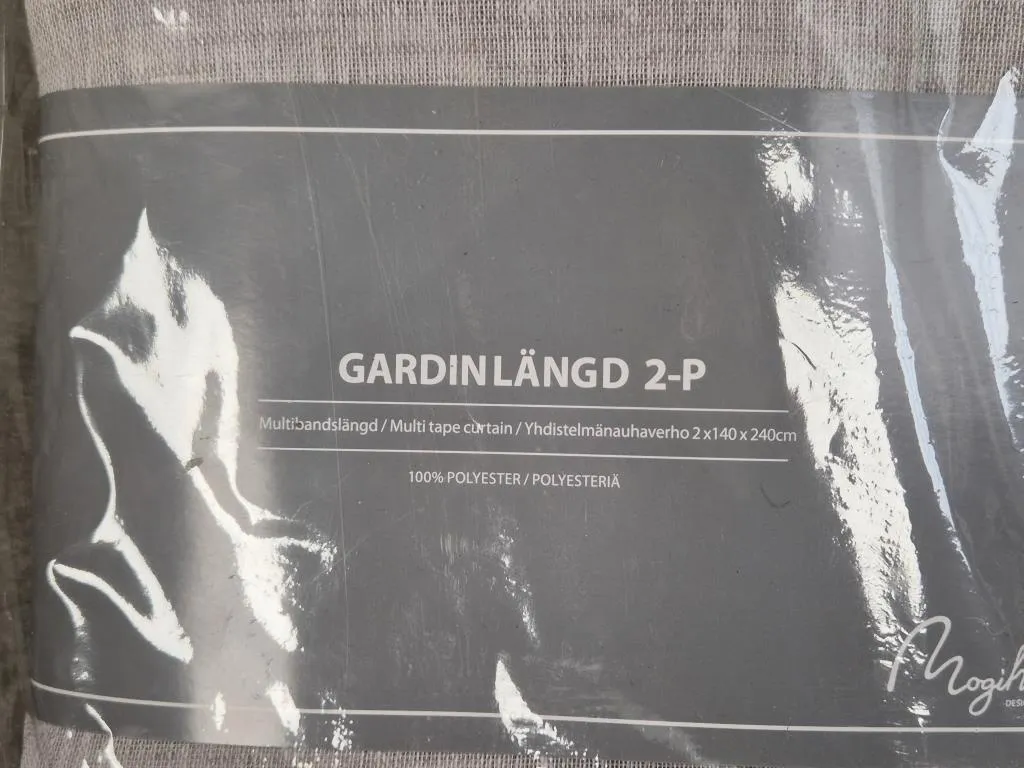 GARDINLÄNGD 2-P
Multibandslängd / Multi tape curtain / Yhdistelmänauhaverho 2 x 140 x 240cm
100% POLYESTER / POLYESTERIÄ